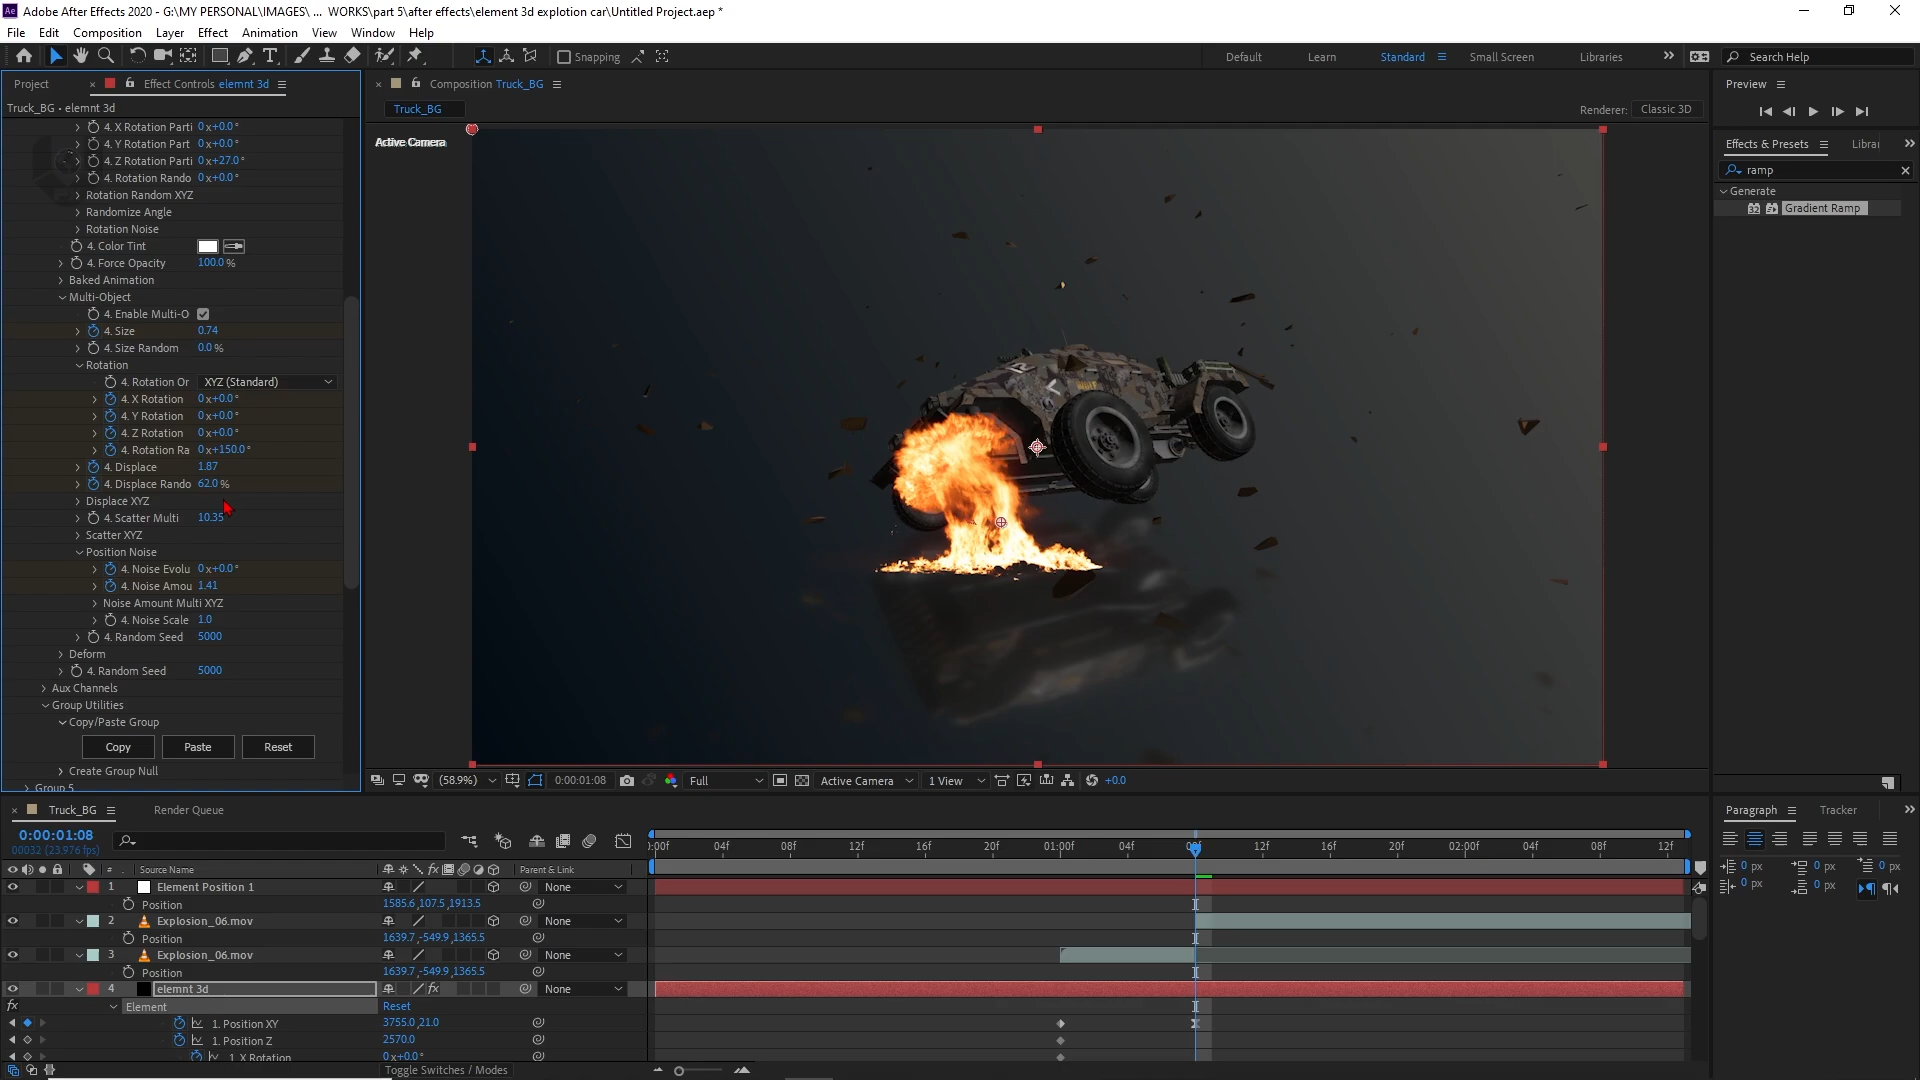 Ae Adobe After Effects 2020 - G:\MY PERSONAL\IMAGES\ ... WORKS\part 5\after effects\element 3d explotion car\Untitled Project.aep *
File Edit Composition Layer Effect Animation View Window Help
Snapping
Default Learn Standard Small Screen Libraries
Search Help
Project
Effect Controls elemnt 3d
Truck_BG • elemnt 3d
4. X Rotation Parti 0x+0.0°
4. Y Rotation Part 0x+0.0°
4. Z Rotation Parti 0x+27.0°
4. Rotation Rando 0x+0.0°
Rotation Random XYZ
Randomize Angle
Rotation Noise
4. Color Tint
4. Force Opacity 100.0 %
Baked Animation
Multi-Object
4. Enable Multi-O
4. Size 0.74
4. Size Random 0.0 %
Rotation
4. Rotation Or XYZ (Standard)
4. X Rotation 0x+0.0°
4. Y Rotation 0x+0.0°
4. Z Rotation 0x+0.0°
4. Rotation Ra 0x+150.0°
4. Displace 1.87
4. Displace Rando 62.0 %
Displace XYZ
4. Scatter Multi 10.35
Scatter XYZ
Position Noise
4. Noise Evolu 0x+0.0°
4. Noise Amou 1.41
Noise Amount Multi XYZ
4. Noise Scale 1.0
4. Random Seed 5000
Deform
4. Random Seed 5000
Aux Channels
Group Utilities
Copy/Paste Group
Copy Paste Reset
Create Group Null
Group 5
Composition Truck_BG
Truck_BG
Renderer: Classic 3D
Active Camera
(58.9%) 0:00:01:08 Full Active Camera 1 View +0.0
Preview
Effects & Presets Librai
ramp
Generate
32 Gradient Ramp
Truck_BG
Render Queue
0:00:01:08
00032 (23.976 fps)
# Source Name Parent & Link
:00f 04f 08f 12f 16f 20f 01:00f 04f 08f 12f 16f 20f 02:00f 04f 08f 12f
1 Element Position 1 None
Position 1585.6,107.5,1913.5
2 Explosion_06.mov None
Position 1639.7,-549.9,1365.5
3 Explosion_06.mov None
Position 1639.7,-549.9,1365.5
4 elemnt 3d None
fx Element Reset
1. Position XY 3755.0,21.0
1. Position Z 2570.0
1. X Rotation 0x+0.0°
Toggle Switches / Modes
Paragraph Tracker
0 px 0 px 0 px
0 px 0 px